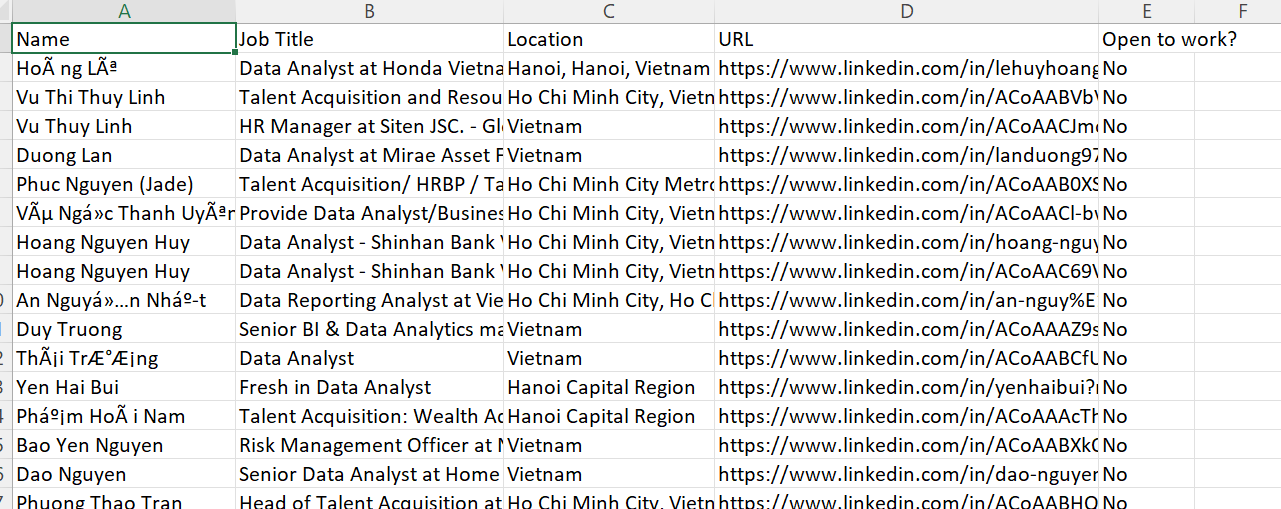 A B C D E F
Name Job Title Location URL Open to work?
HoÃ ng LÃª Data Analyst at Honda Vietna Hanoi, Hanoi, Vietnam https://www.linkedin.com/in/lehuyhoang No
Vu Thi Thuy Linh Talent Acquisition and Resou Ho Chi Minh City, Vietn https://www.linkedin.com/in/ACoAABVbV No
Vu Thuy Linh HR Manager at Siten JSC. - Gl Vietnam https://www.linkedin.com/in/ACoAACJm No
Duong Lan Data Analyst at Mirae Asset F Vietnam https://www.linkedin.com/in/landuong97 No
Phuc Nguyen (Jade) Talent Acquisition/ HRBP / Ta Ho Chi Minh City Metro https://www.linkedin.com/in/ACoAAB0XS No
VÃµ Ngá»c Thanh UyÃªn Provide Data Analyst/Busines Ho Chi Minh City, Vietn https://www.linkedin.com/in/ACoAACl-bv No
Hoang Nguyen Huy Data Analyst - Shinhan Bank V Ho Chi Minh City, Vietn https://www.linkedin.com/in/hoang-nguy No
Hoang Nguyen Huy Data Analyst - Shinhan Bank V Ho Chi Minh City, Vietn https://www.linkedin.com/in/ACoAAC69V No
An Nguyá»…n Nháº-t Data Reporting Analyst at Vie Ho Chi Minh City, Ho C https://www.linkedin.com/in/an-nguy%E No
Duy Truong Senior BI & Data Analytics ma Vietnam https://www.linkedin.com/in/ACoAAAZ9s No
ThÃ¡i TrÆ°Æ¡ng Data Analyst Vietnam https://www.linkedin.com/in/ACoAABCfU No
Yen Hai Bui Fresh in Data Analyst Hanoi Capital Region https://www.linkedin.com/in/yenhaibui? No
Pháº¡m HoÃ i Nam Talent Acquisition: Wealth Ac Hanoi Capital Region https://www.linkedin.com/in/ACoAAAcTh No
Bao Yen Nguyen Risk Management Officer at N Vietnam https://www.linkedin.com/in/ACoAABXkC No
Dao Nguyen Senior Data Analyst at Home Vietnam https://www.linkedin.com/in/dao-nguyen No
Phuong Thao Tran Head of Talent Acquisition at Ho Chi Minh City, Vietn https://www.linkedin.com/in/ACoAABHO No